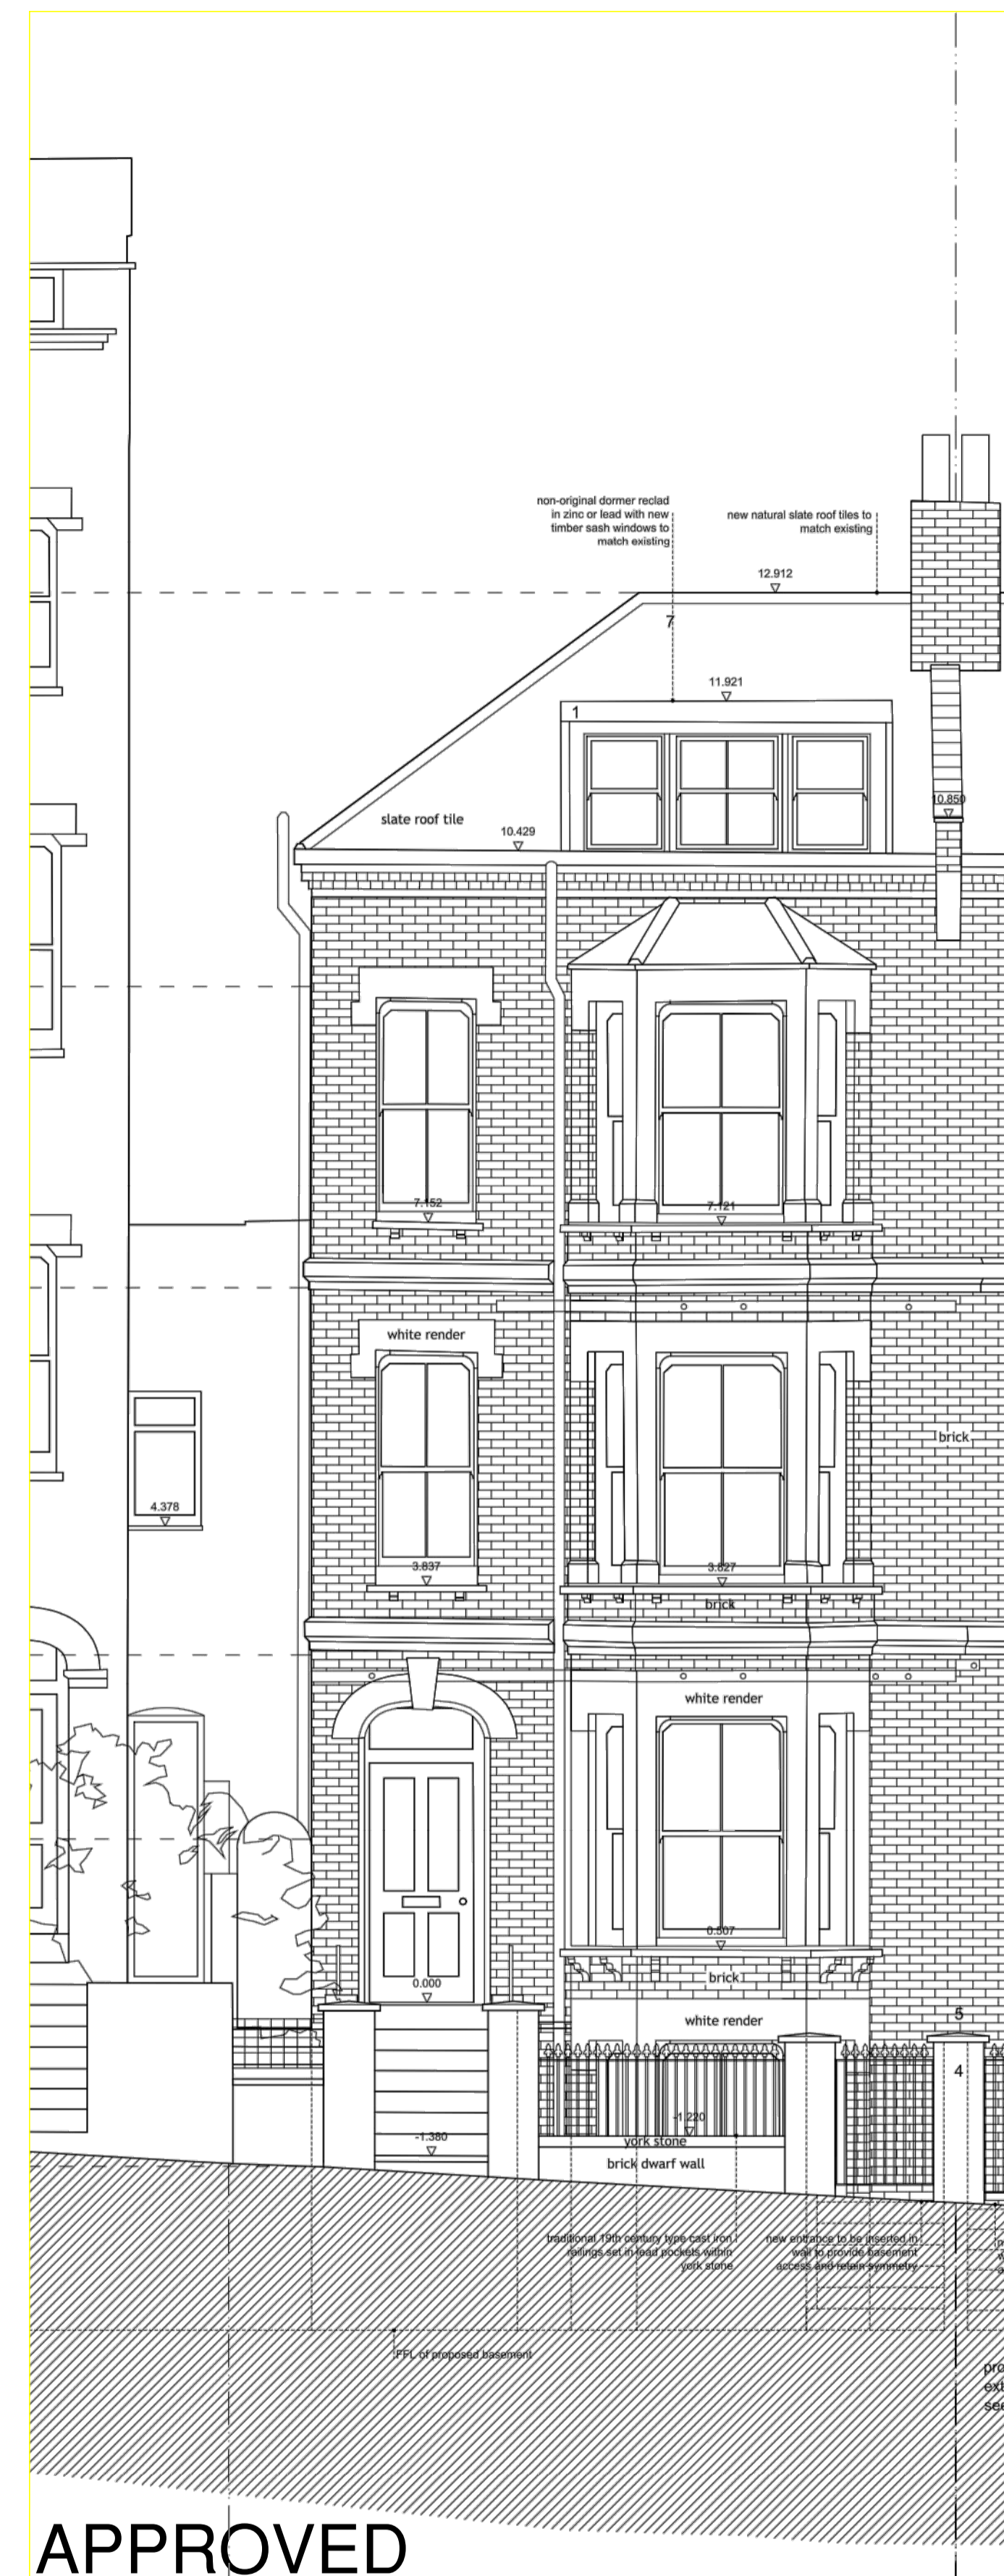 non-original dormer reclad
in zinc or lead with new
timber sash windows to
match existing
new natural slate roof tiles to
match existing
12.912
7
11.921
1
10.850
slate roof tile
10.429
7.152
7.121
white render
brick
4.378
3.837
3.827
brick
white render
0.507
brick
0.000
white render
5
4
-1.220
-1.380
york stone
brick dwarf wall
traditional 19th century type cast iron
railings set in lead pockets within
york stone
new entrance to be inserted in
wall to provide basement
access and retain symmetry
FFL of proposed basement
pro
ext
see
APPROVED